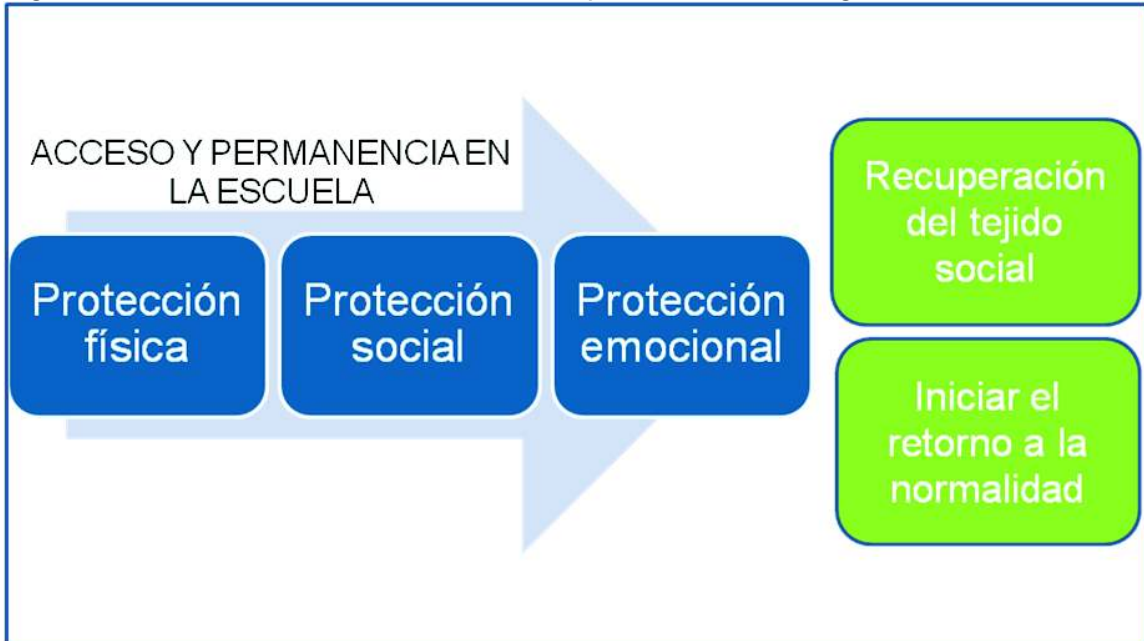 ACCESO Y PERMANENCIA EN
LA ESCUELA
Protección
física
Protección
social
Protección
emocional
Recuperación
del tejido
social
Iniciar el
retorno a la
normalidad